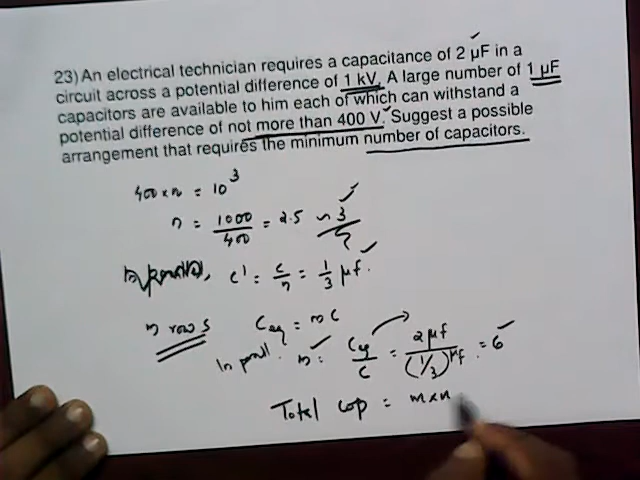 23) An electrical technician requires a capacitance of 2 µF in a
circuit across a potential difference of 1 kV. A large number of 1 µF
capacitors are available to him each of which can withstand a
potential difference of not more than 400 V. Suggest a possible
arrangement that requires the minimum number of capacitors.
400 x n = 10^3
n = 1000/400 = 2.5 ~ 3
C' = C/n = 1/3 µf.
rows Ceq = m C
In parall. = Ceq/C = 2µf/(1/3)µf = 6
Total cap = m x n